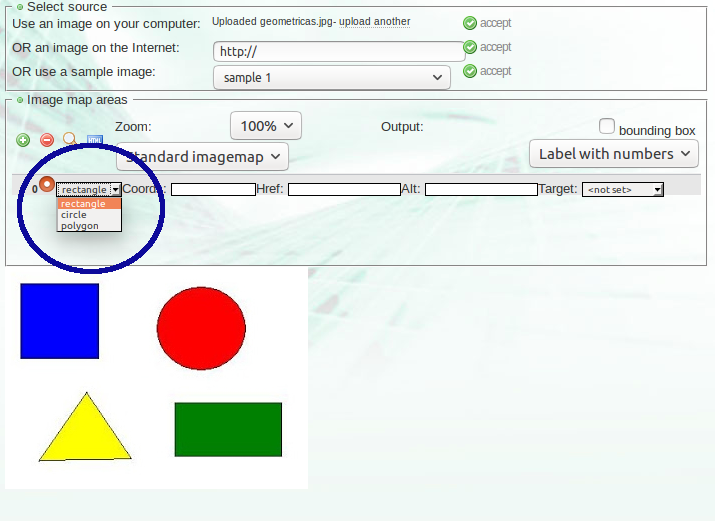 Select source
Use an image on your computer: Uploaded geometricas.jpg- upload another accept
OR an image on the Internet: http:// accept
OR use a sample image: sample 1 accept
Image map areas
Zoom: 100% Output: bounding box
Standard imagemap Label with numbers
0 rectangle Coords: Href: Alt: Target: <not set>
rectangle
circle
polygon